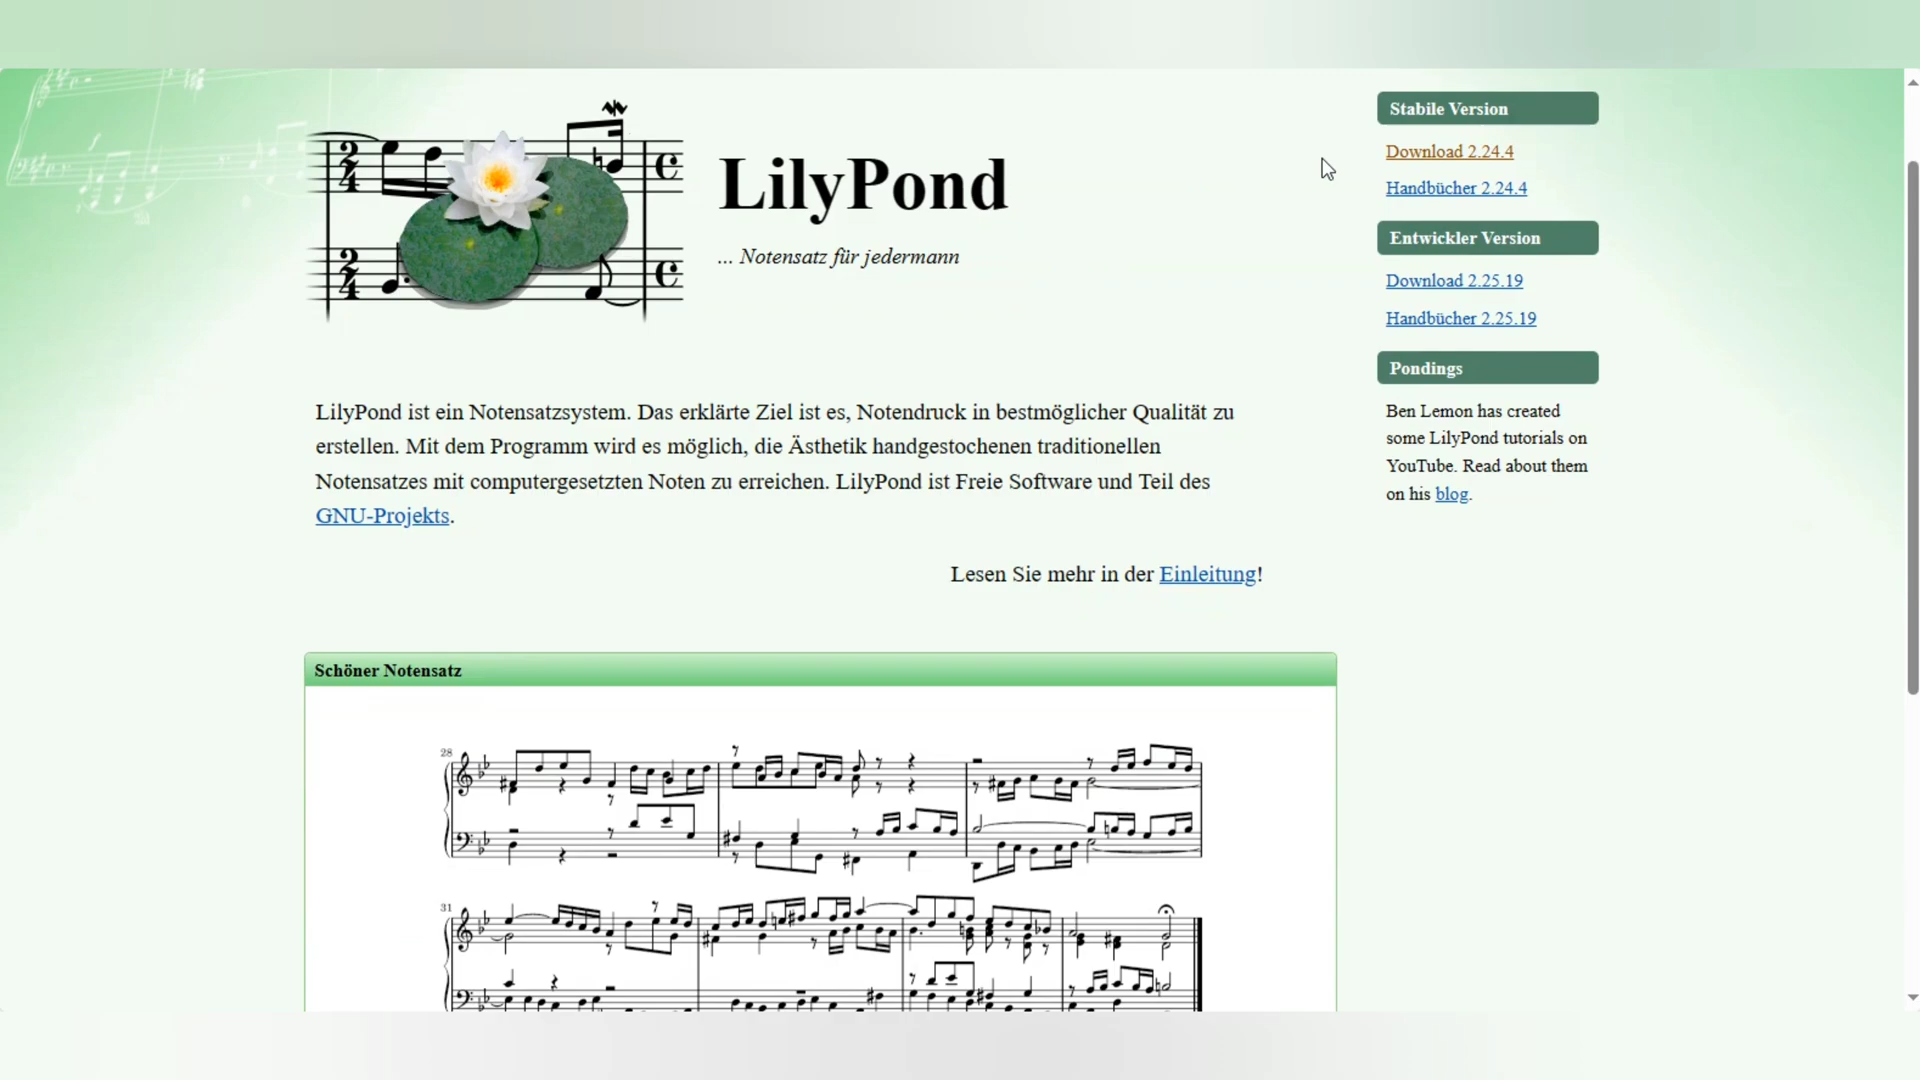 LilyPond
... Notensatz für jedermann
LilyPond ist ein Notensatzsystem. Das erklärte Ziel ist es, Notendruck in bestmöglicher Qualität zu
erstellen. Mit dem Programm wird es möglich, die Ästhetik handgestochenen traditionellen
Notensatzes mit computergesetzten Noten zu erreichen. LilyPond ist Freie Software und Teil des
GNU-Projekts.
Lesen Sie mehr in der Einleitung!
Schöner Notensatz
28
31
Stabile Version
Download 2.24.4
Handbücher 2.24.4
Entwickler Version
Download 2.25.19
Handbücher 2.25.19
Pondings
Ben Lemon has created
some LilyPond tutorials on
YouTube. Read about them
on his blog.